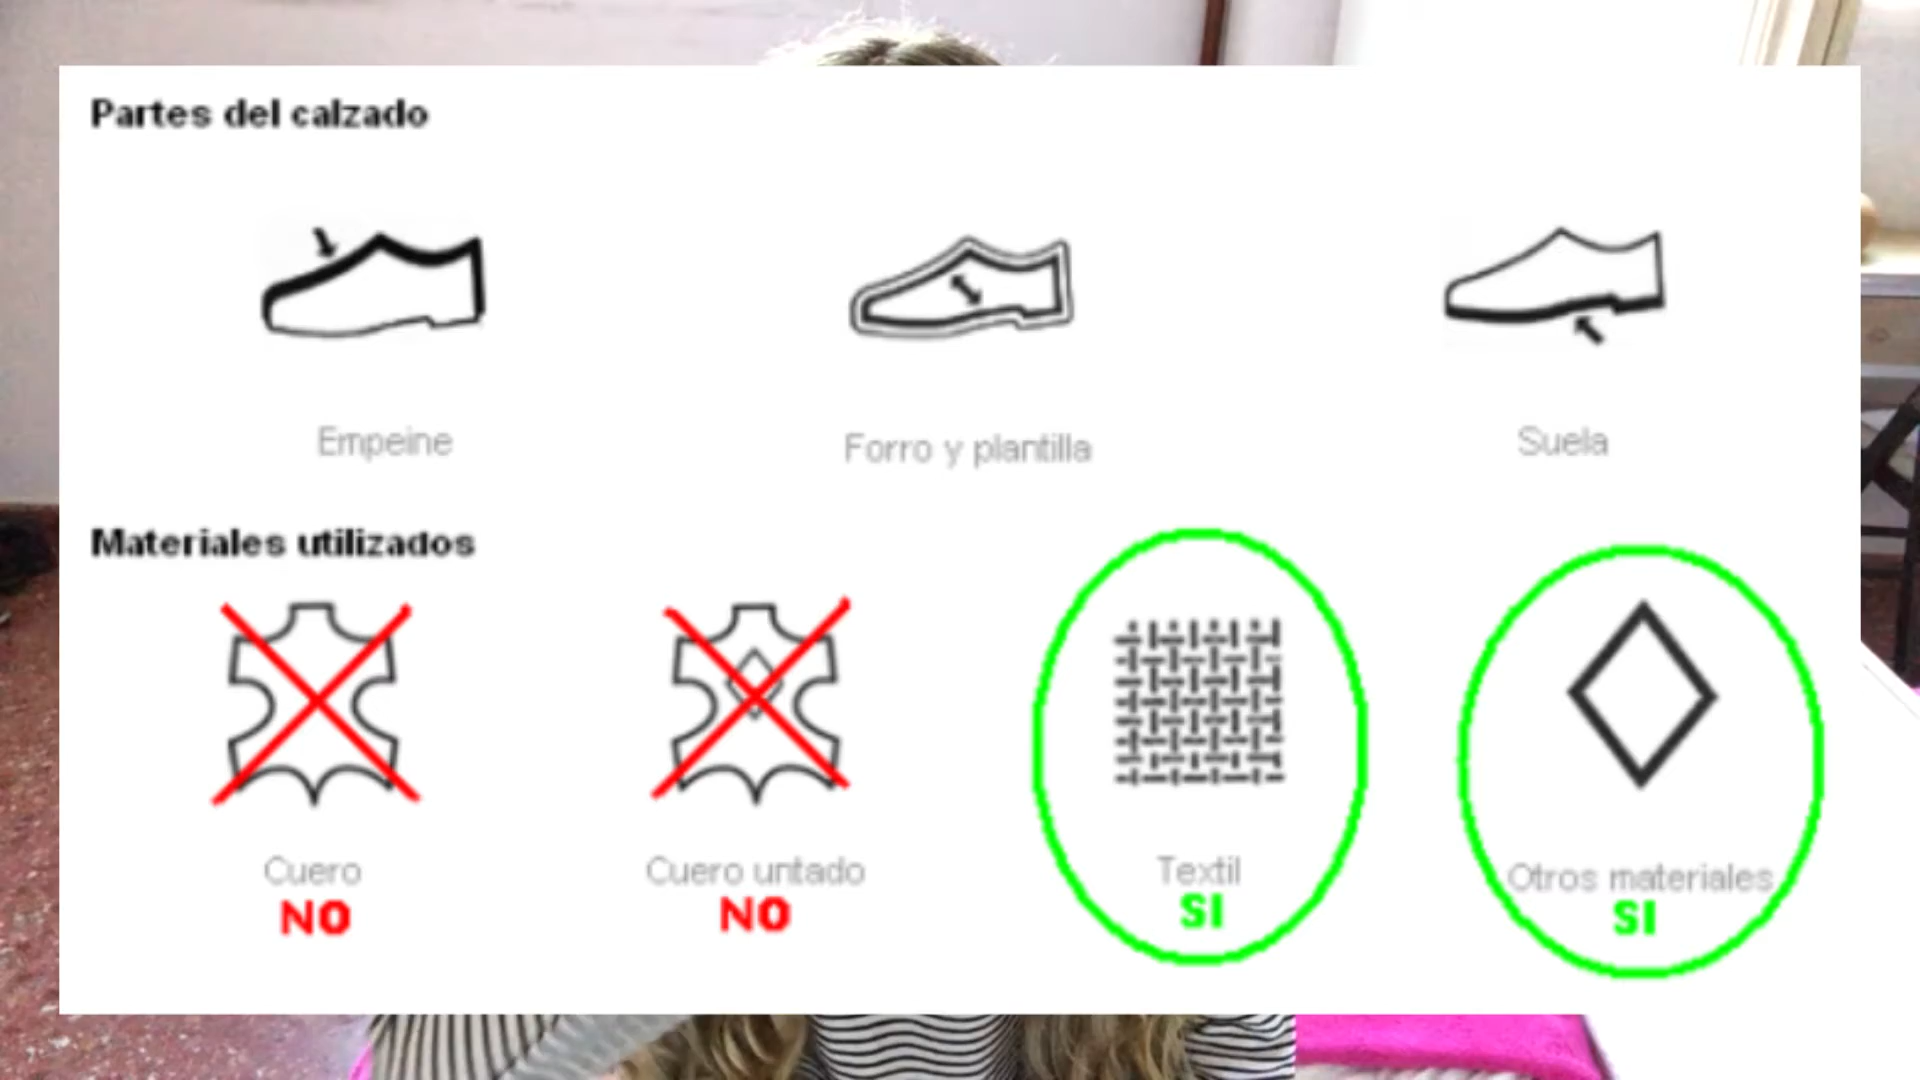 Partes del calzado
Empeine
Forro y plantilla
Suela
Materiales utilizados
Cuero
NO
Cuero untado
NO
Textil
SI
Otros materiales
SI